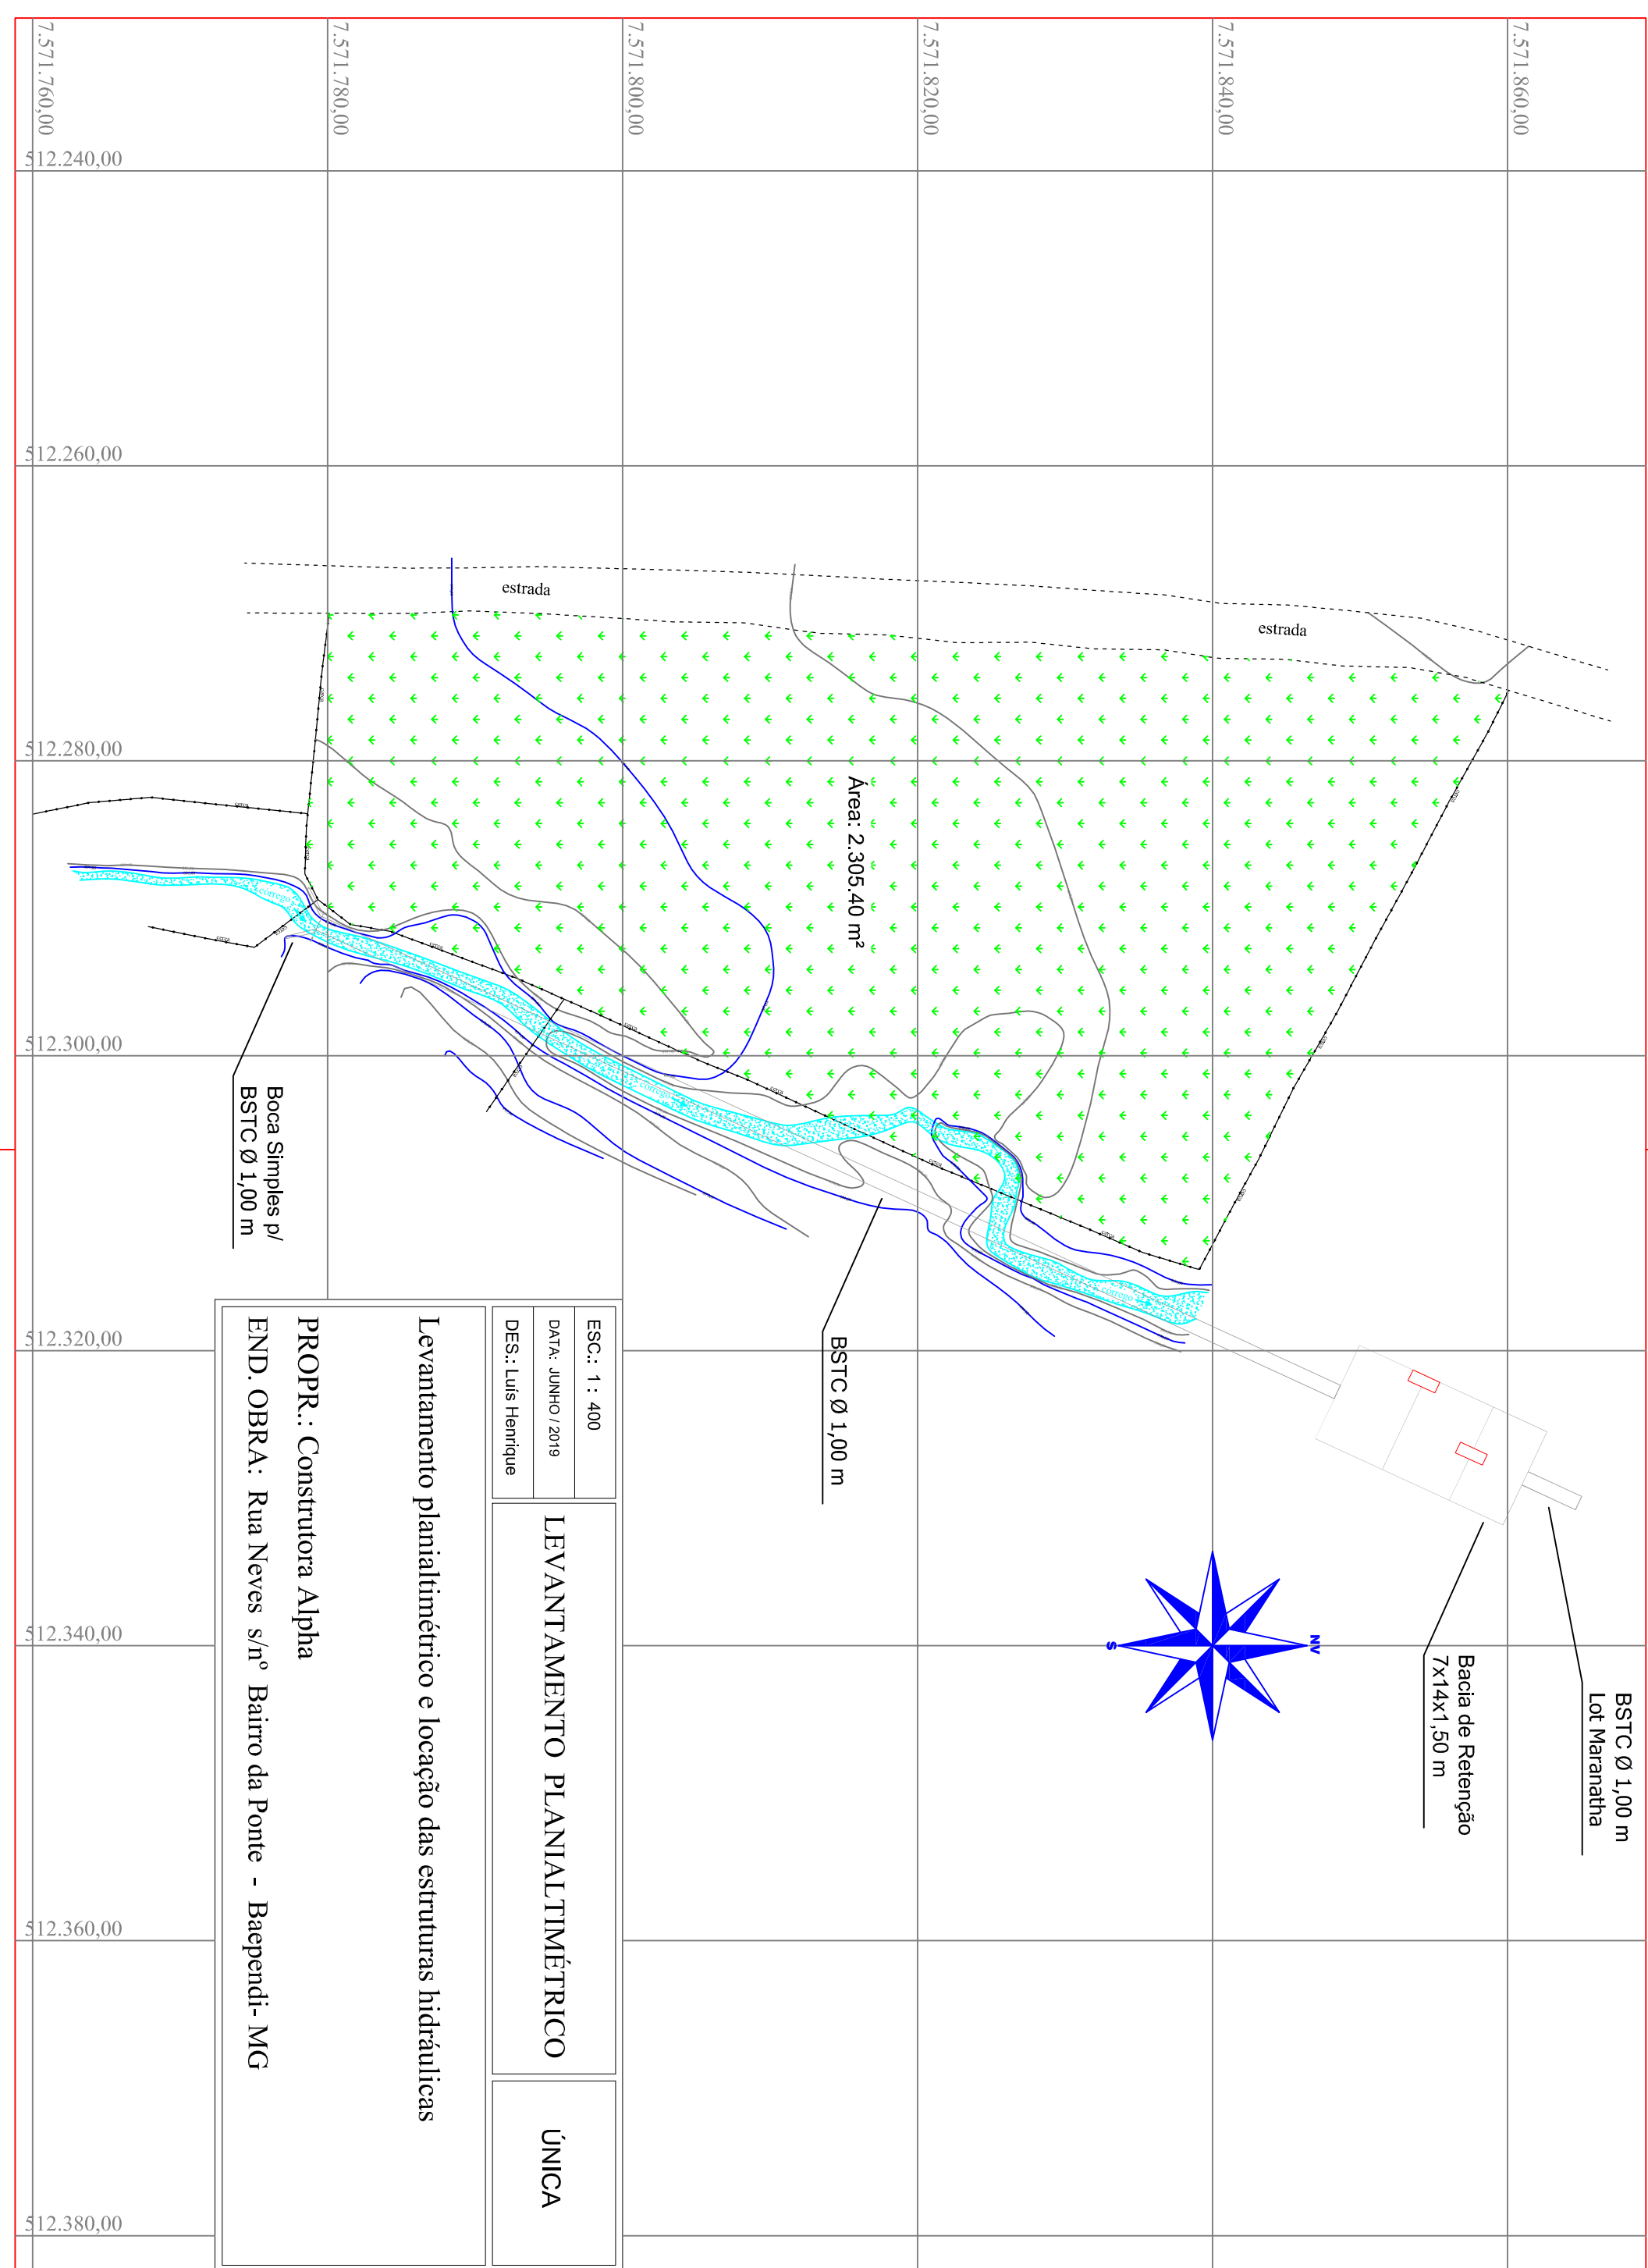 7.571.760,00
7.571.780,00
7.571.800,00
7.571.820,00
7.571.840,00
7.571.860,00
512.240,00
512.260,00
512.280,00
512.300,00
512.320,00
512.340,00
512.360,00
512.380,00
estrada
estrada
Área: 2.305.40 m²
corrego
corrego
corrego
BSTC Ø 1,00 m
Lot Maranatha
Bacia de Retenção
7x14x1,50 m
NV
S
BSTC Ø 1,00 m
Boca Simples p/
BSTC Ø 1,00 m
ESC.: 1 : 400
DATA: JUNHO / 2019
DES.: Luís Henrique
LEVANTAMENTO PLANIALTIMÉTRICO
ÚNICA
Levantamento planialtimétrico e locação das estruturas hidráulicas
PROPR.: Construtora Alpha
END. OBRA: Rua Neves s/nº Bairro da Ponte - Baependi- MG